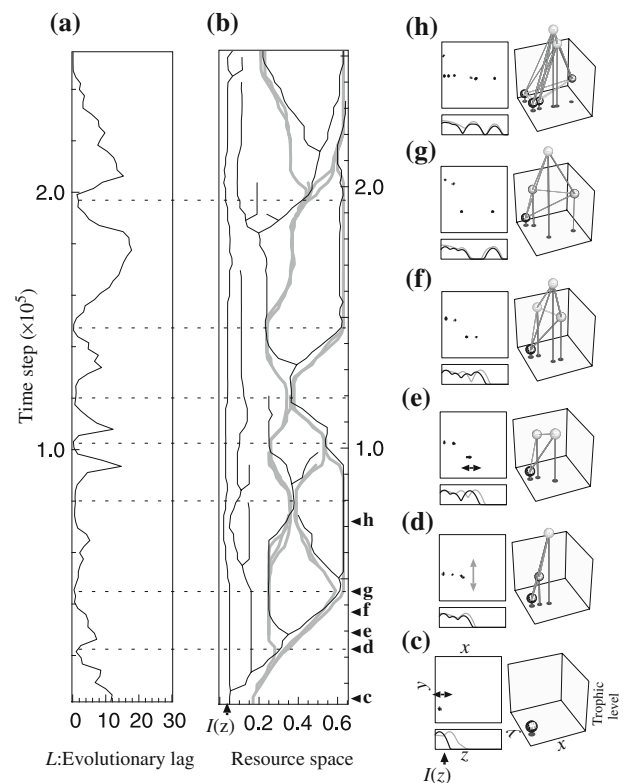 (a)
(b)
(h)
(g)
(f)
(e)
(d)
(c)
Time step (×10⁵)
2.0
1.0
2.0
1.0
h
g
f
e
d
c
0 10 20 30
I(z) 0.2 0.4 0.6
L:Evolutionary lag
Resource space
x
y
z
I(z)
x
Trophic level